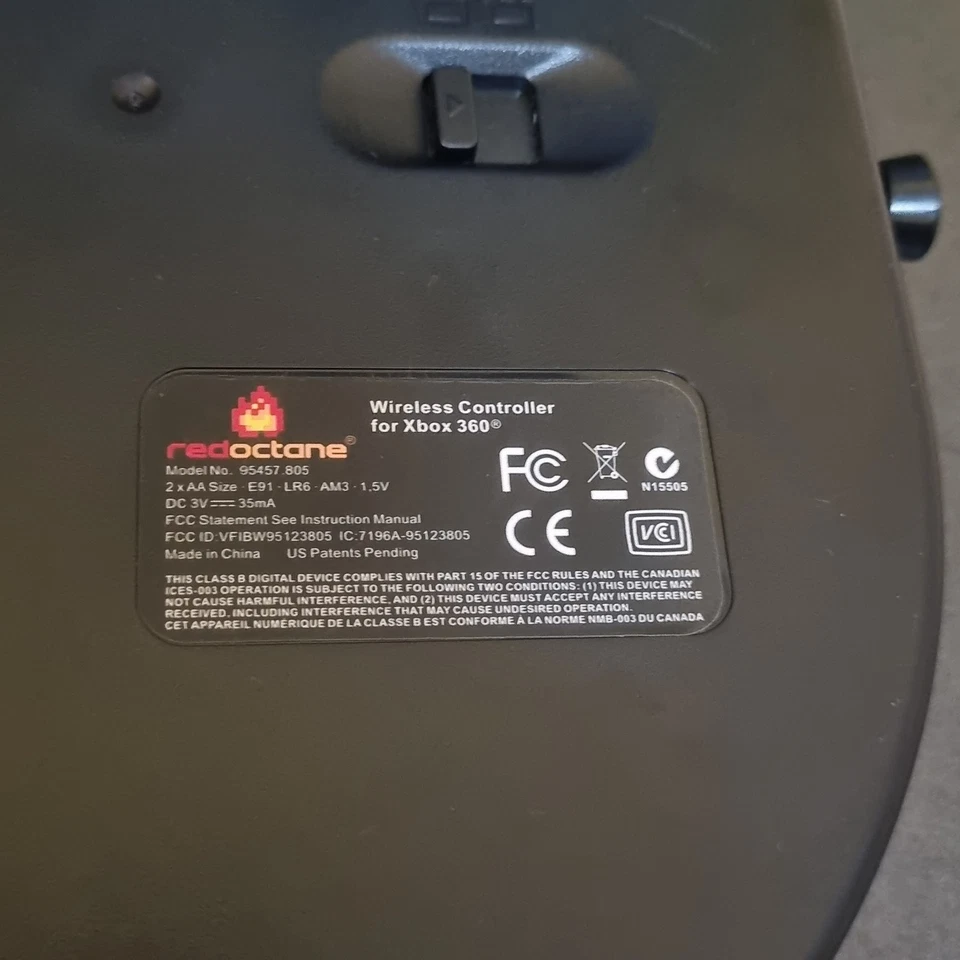 redoctane®
Wireless Controller
for Xbox 360®
Model No. 95457.805
2 x AA Size · E91 · LR6 · AM3 · 1,5V
DC 3V 35mA
FCC Statement See Instruction Manual
FCC ID:VFIBW95123805 IC:7196A-95123805
Made in China US Patents Pending
FC
N15505
CE
VCI
THIS CLASS B DIGITAL DEVICE COMPLIES WITH PART 15 OF THE FCC RULES AND THE CANADIAN
ICES-003 OPERATION IS SUBJECT TO THE FOLLOWING TWO CONDITIONS: (1) THIS DEVICE MAY
NOT CAUSE HARMFUL INTERFERENCE, AND (2) THIS DEVICE MUST ACCEPT ANY INTERFERENCE
RECEIVED, INCLUDING INTERFERENCE THAT MAY CAUSE UNDESIRED OPERATION.
CET APPAREIL NUMÉRIQUE DE LA CLASSE B EST CONFORME À LA NORME NMB-003 DU CANADA